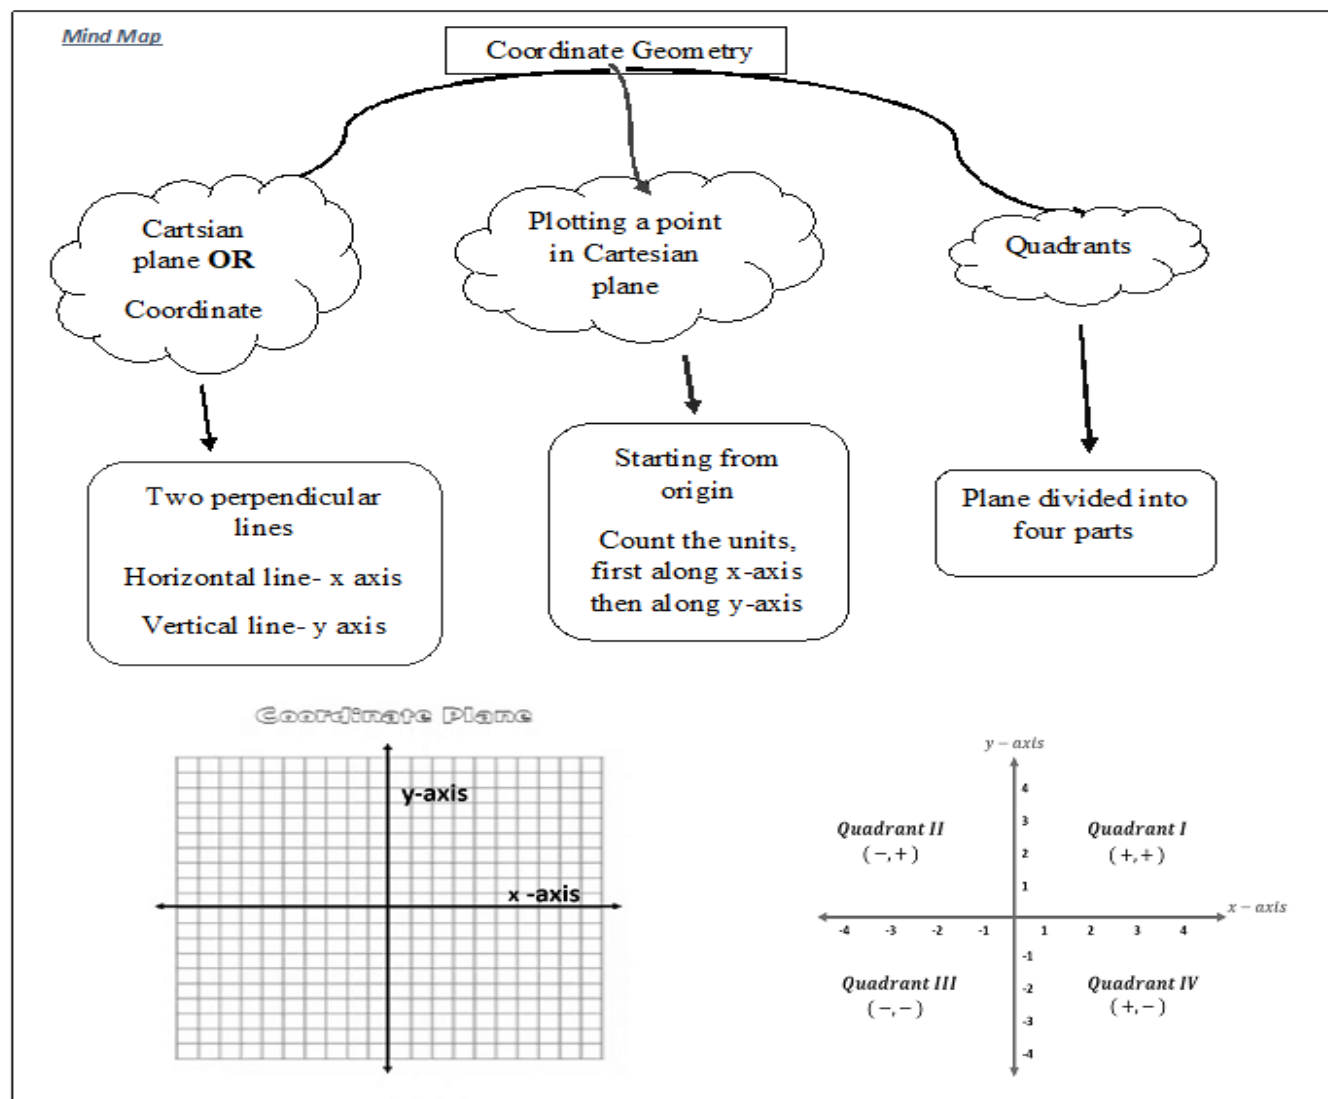 Mind Map
Coordinate Geometry
Cartsian
plane OR
Coordinate
Plotting a point
in Cartesian
plane
Quadrants
Two perpendicular
lines
Horizontal line- x axis
Vertical line- y axis
Starting from
origin
Count the units,
first along x-axis
then along y-axis
Plane divided into
four parts
Coordinate Plane
y-axis
x -axis
y – axis
4
3
Quadrant II
Quadrant I
(−,+)
2
(+,+)
1
x – axis
-4 -3 -2 -1 1 2 3 4
-1
Quadrant III
-2
Quadrant IV
(−,−)
(+,−)
-3
-4